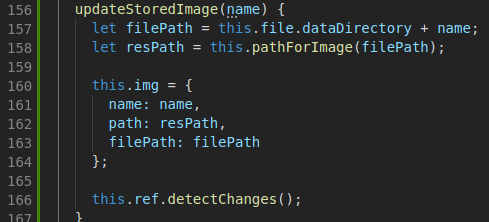 156 updateStoredImage(name) {
157 let filePath = this.file.dataDirectory + name;
158 let resPath = this.pathForImage(filePath);
159
160 this.img = {
161 name: name,
162 path: resPath,
163 filePath: filePath
164 };
165
166 this.ref.detectChanges();
167 }